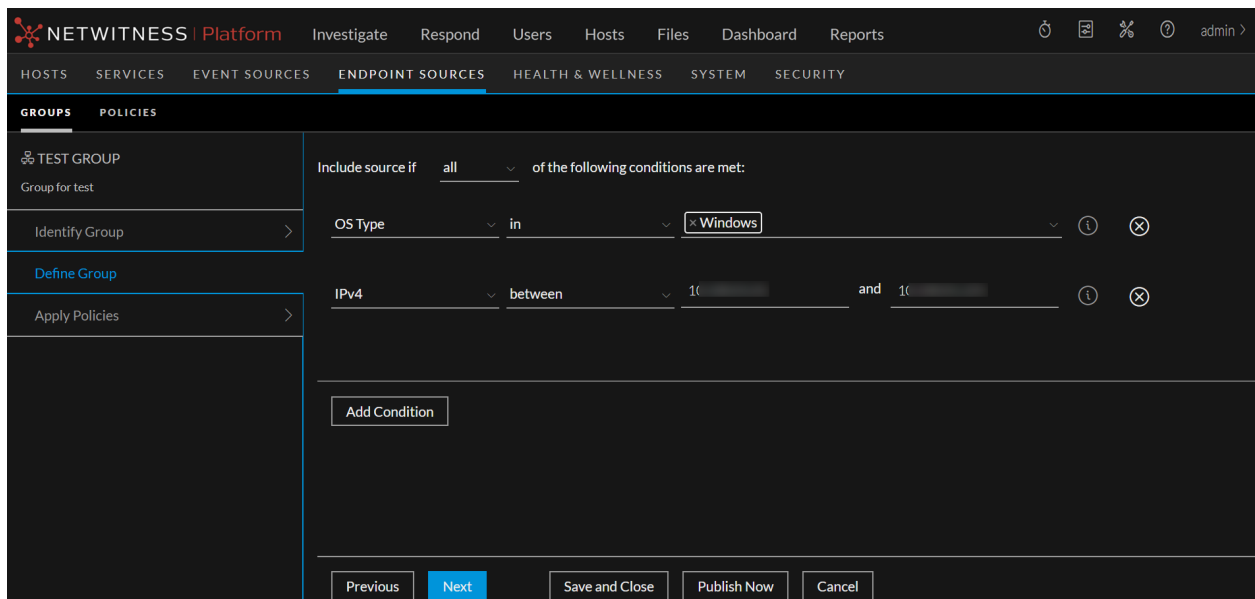 NETWITNESS Platform Investigate Respond Users Hosts Files Dashboard Reports admin >
HOSTS SERVICES EVENT SOURCES ENDPOINT SOURCES HEALTH & WELLNESS SYSTEM SECURITY
GROUPS POLICIES
TEST GROUP
Group for test
Identify Group
Define Group
Apply Policies
Include source if all of the following conditions are met:
OS Type in × Windows
IPv4 between and
Add Condition
Previous Next Save and Close Publish Now Cancel